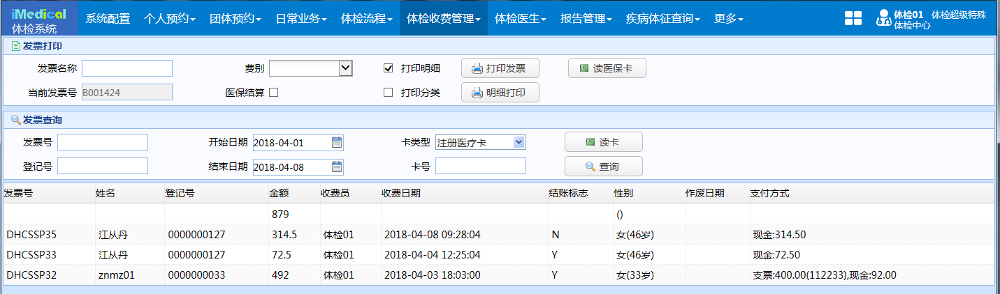 iMedical
体检系统
系统配置 个人预约 团体预约 日常业务 体检流程 体检收费管理 体检医生 报告管理 疾病体征查询 更多
体检01 体检超级特殊
体检中心
发票打印
发票名称 费别 打印明细 打印发票 读医保卡
当前发票号 B001424 医保结算 打印分类 明细打印
发票查询
发票号 开始日期 2018-04-01 卡类型 注册医疗卡 读卡
登记号 结束日期 2018-04-08 卡号 查询
发票号 姓名 登记号 金额 收费员 收费日期 结账标志 性别 作废日期 支付方式
879 ()
DHCSSP35 江从丹 0000000127 314.5 体检01 2018-04-08 09:28:04 N 女(46岁) 现金:314.50
DHCSSP33 江从丹 0000000127 72.5 体检01 2018-04-04 12:25:04 Y 女(46岁) 现金:72.50
DHCSSP32 znmz01 0000000033 492 体检01 2018-04-03 18:03:00 Y 女(33岁) 支票:400.00(112233),现金:92.00